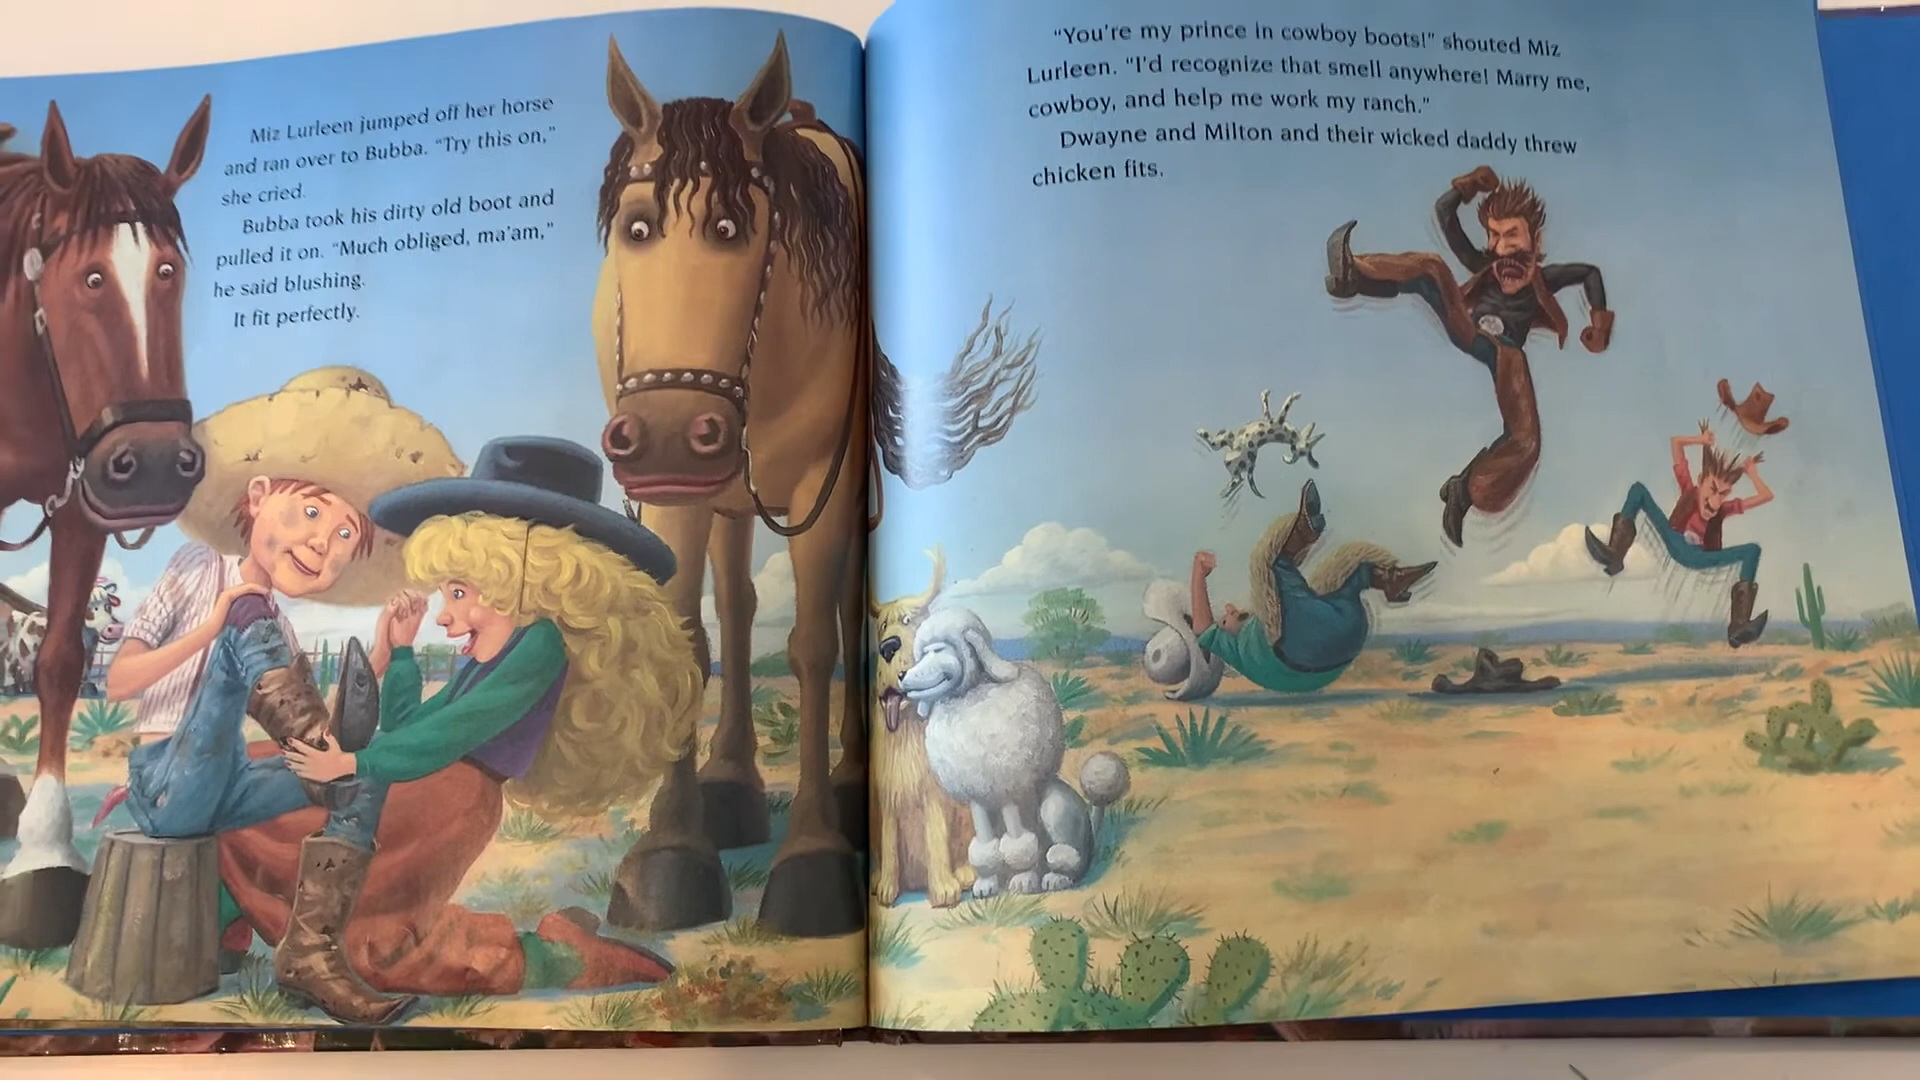 Miz Lurleen jumped off her horse
and ran over to Bubba. “Try this on,”
she cried.
Bubba took his dirty old boot and
pulled it on. “Much obliged, ma'am,”
he said blushing.
It fit perfectly.
“You're my prince in cowboy boots!” shouted Miz
Lurleen. “I'd recognize that smell anywhere! Marry me,
cowboy, and help me work my ranch.”
Dwayne and Milton and their wicked daddy threw
chicken fits.